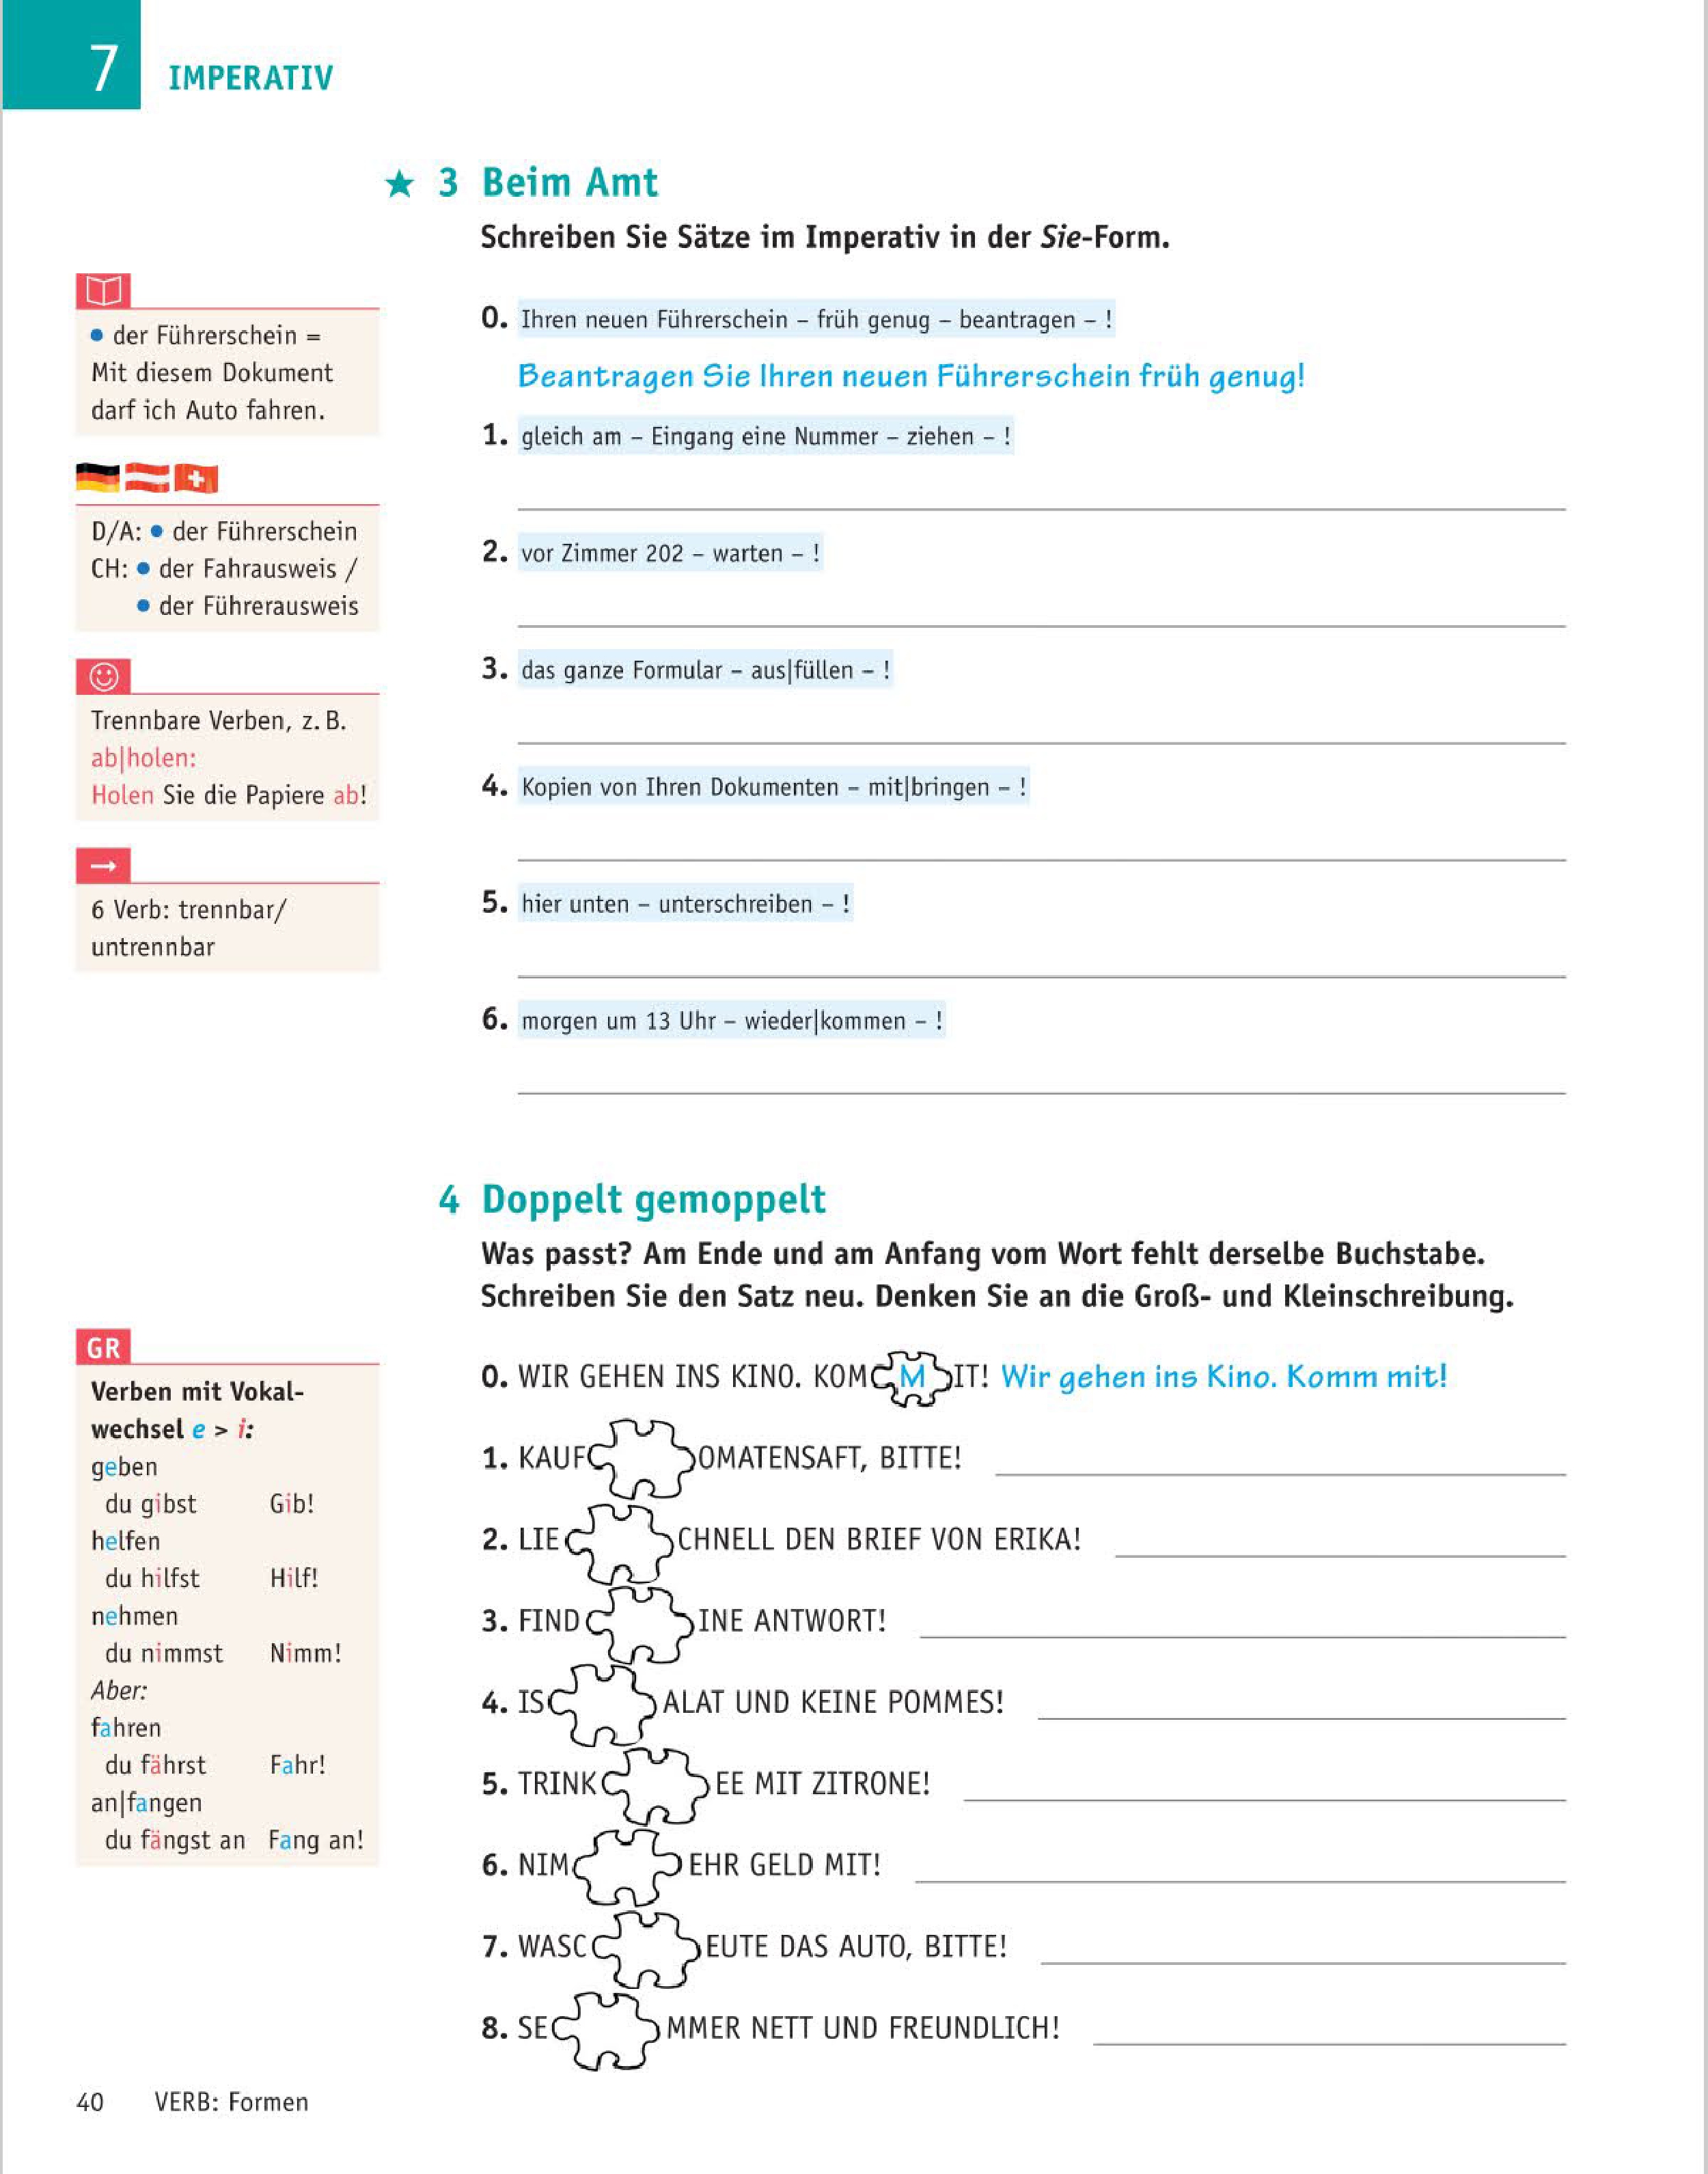 7 IMPERATIV
★ 3 Beim Amt
Schreiben Sie Sätze im Imperativ in der Sie-Form.
• der Führerschein =
Mit diesem Dokument
darf ich Auto fahren.
D/A: • der Führerschein
CH: • der Fahrausweis /
• der Führerausweis
Trennbare Verben, z. B.
ab|holen:
Holen Sie die Papiere ab!
→
6 Verb: trennbar/
untrennbar
0. Ihren neuen Führerschein – früh genug – beantragen – !
Beantragen Sie Ihren neuen Führerschein früh genug!
1. gleich am – Eingang eine Nummer – ziehen – !
2. vor Zimmer 202 – warten – !
3. das ganze Formular – aus|füllen – !
4. Kopien von Ihren Dokumenten – mit|bringen – !
5. hier unten – unterschreiben – !
6. morgen um 13 Uhr – wieder|kommen – !
4 Doppelt gemoppelt
Was passt? Am Ende und am Anfang vom Wort fehlt derselbe Buchstabe.
Schreiben Sie den Satz neu. Denken Sie an die Groß- und Kleinschreibung.
GR
Verben mit Vokal-
wechsel e > i:
geben
du gibst Gib!
helfen
du hilfst Hilf!
nehmen
du nimmst Nimm!
Aber:
fahren
du fährst Fahr!
an|fangen
du fängst an Fang an!
0. WIR GEHEN INS KINO. KOM M IT! Wir gehen ins Kino. Komm mit!
1. KAUF OMATENSAFT, BITTE!
2. LIE CHNELL DEN BRIEF VON ERIKA!
3. FIND INE ANTWORT!
4. IS ALAT UND KEINE POMMES!
5. TRINK EE MIT ZITRONE!
6. NIM EHR GELD MIT!
7. WASC EUTE DAS AUTO, BITTE!
8. SE MMER NETT UND FREUNDLICH!
40 VERB: Formen